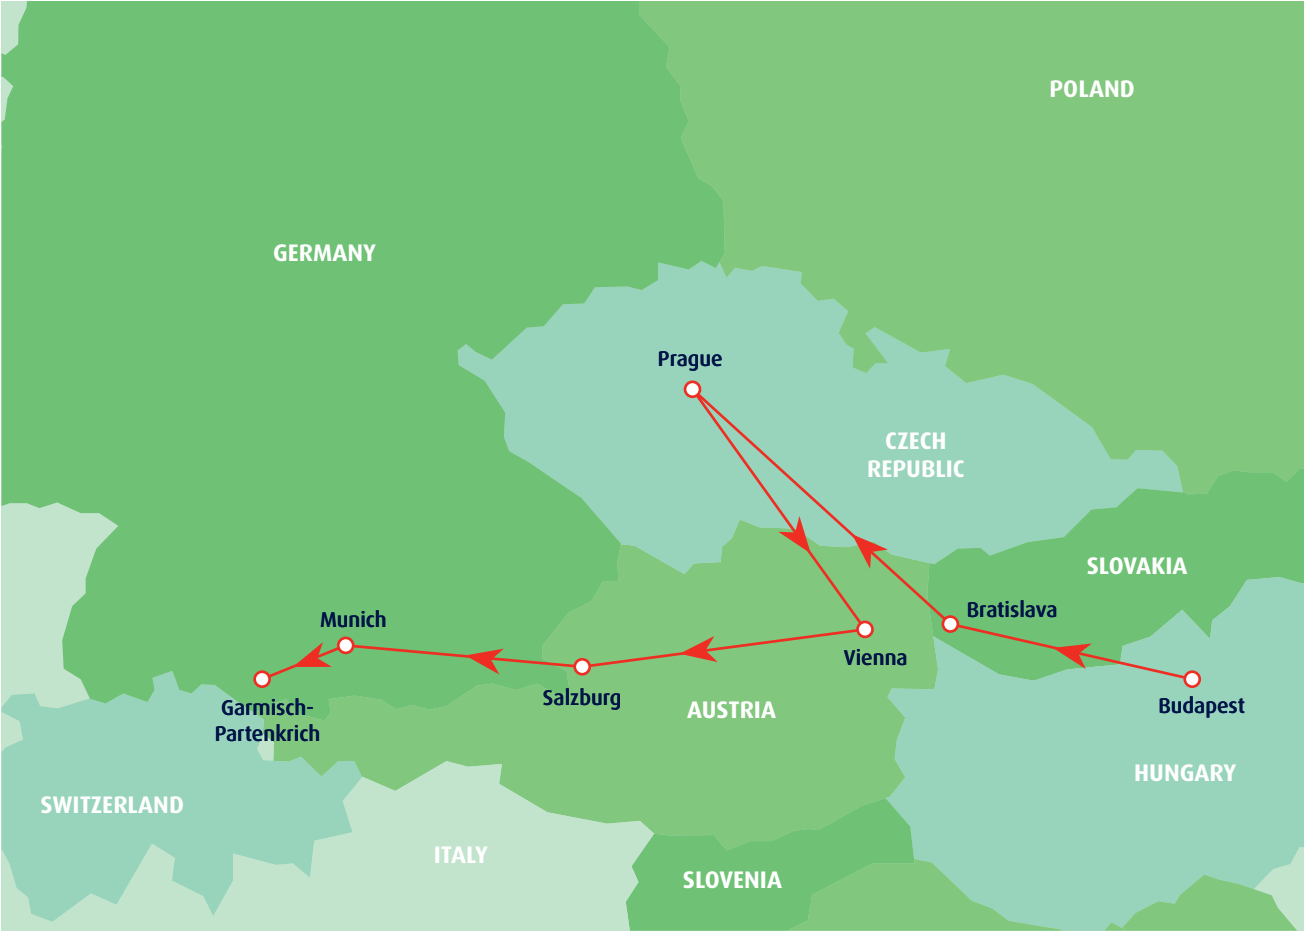 POLAND
GERMANY
Prague
CZECH
REPUBLIC
SLOVAKIA
Bratislava
Munich
Vienna
Salzburg
Garmisch-
Partenkrich
AUSTRIA
Budapest
HUNGARY
SWITZERLAND
ITALY
SLOVENIA